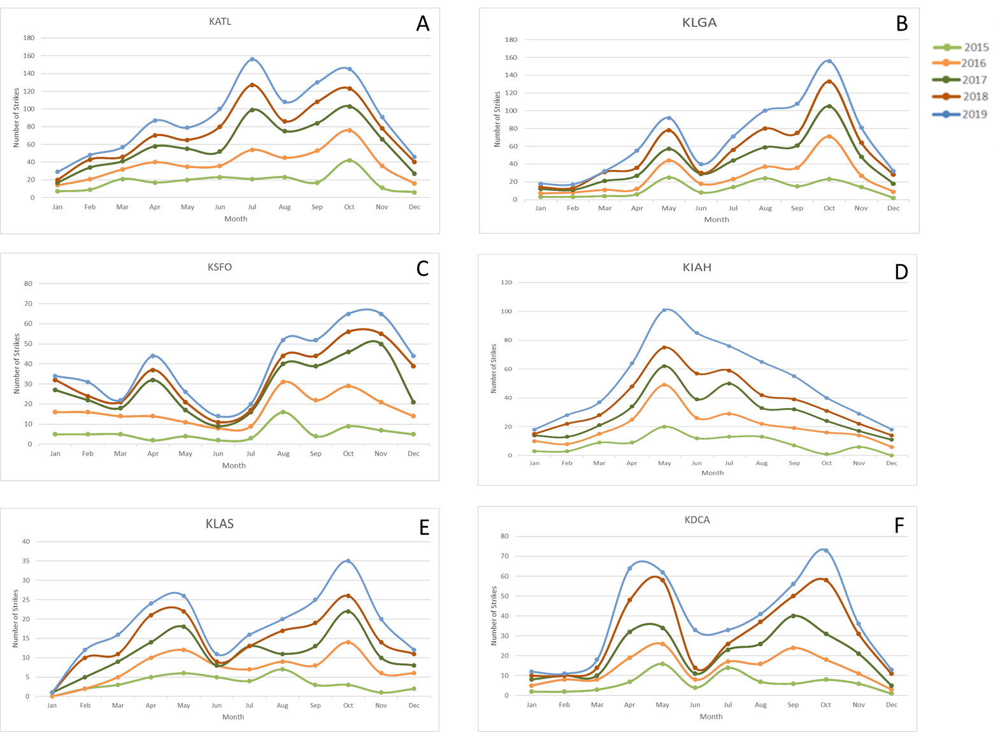 KATL
A
180
160
140
120
100
80
60
40
20
0
Number of Strikes
Jan Feb Mar Apr May Jun Jul Aug Sep Oct Nov Dec
Month
KLGA
B
180
160
140
120
100
80
60
40
20
0
Number of Strikes
Jan Feb Mar Apr May Jun Jul Aug Sep Oct Nov Dec
Month
2015
2016
2017
2018
2019
KSFO
C
80
70
60
50
40
30
20
10
0
Number of Strikes
Jan Feb Mar Apr May Jun Jul Aug Sep Oct Nov Dec
Month
KIAH
D
120
100
80
60
40
20
0
Number of Strikes
Jan Feb Mar Apr May Jun Jul Aug Sep Oct Nov Dec
Month
KLAS
E
40
35
30
25
20
15
10
5
0
Number of Strikes
Jan Feb Mar Apr May Jun Jul Aug Sep Oct Nov Dec
Month
KDCA
F
80
70
60
50
40
30
20
10
0
Number of Strikes
Jan Feb Mar Apr May Jun Jul Aug Sep Oct Nov Dec
Month